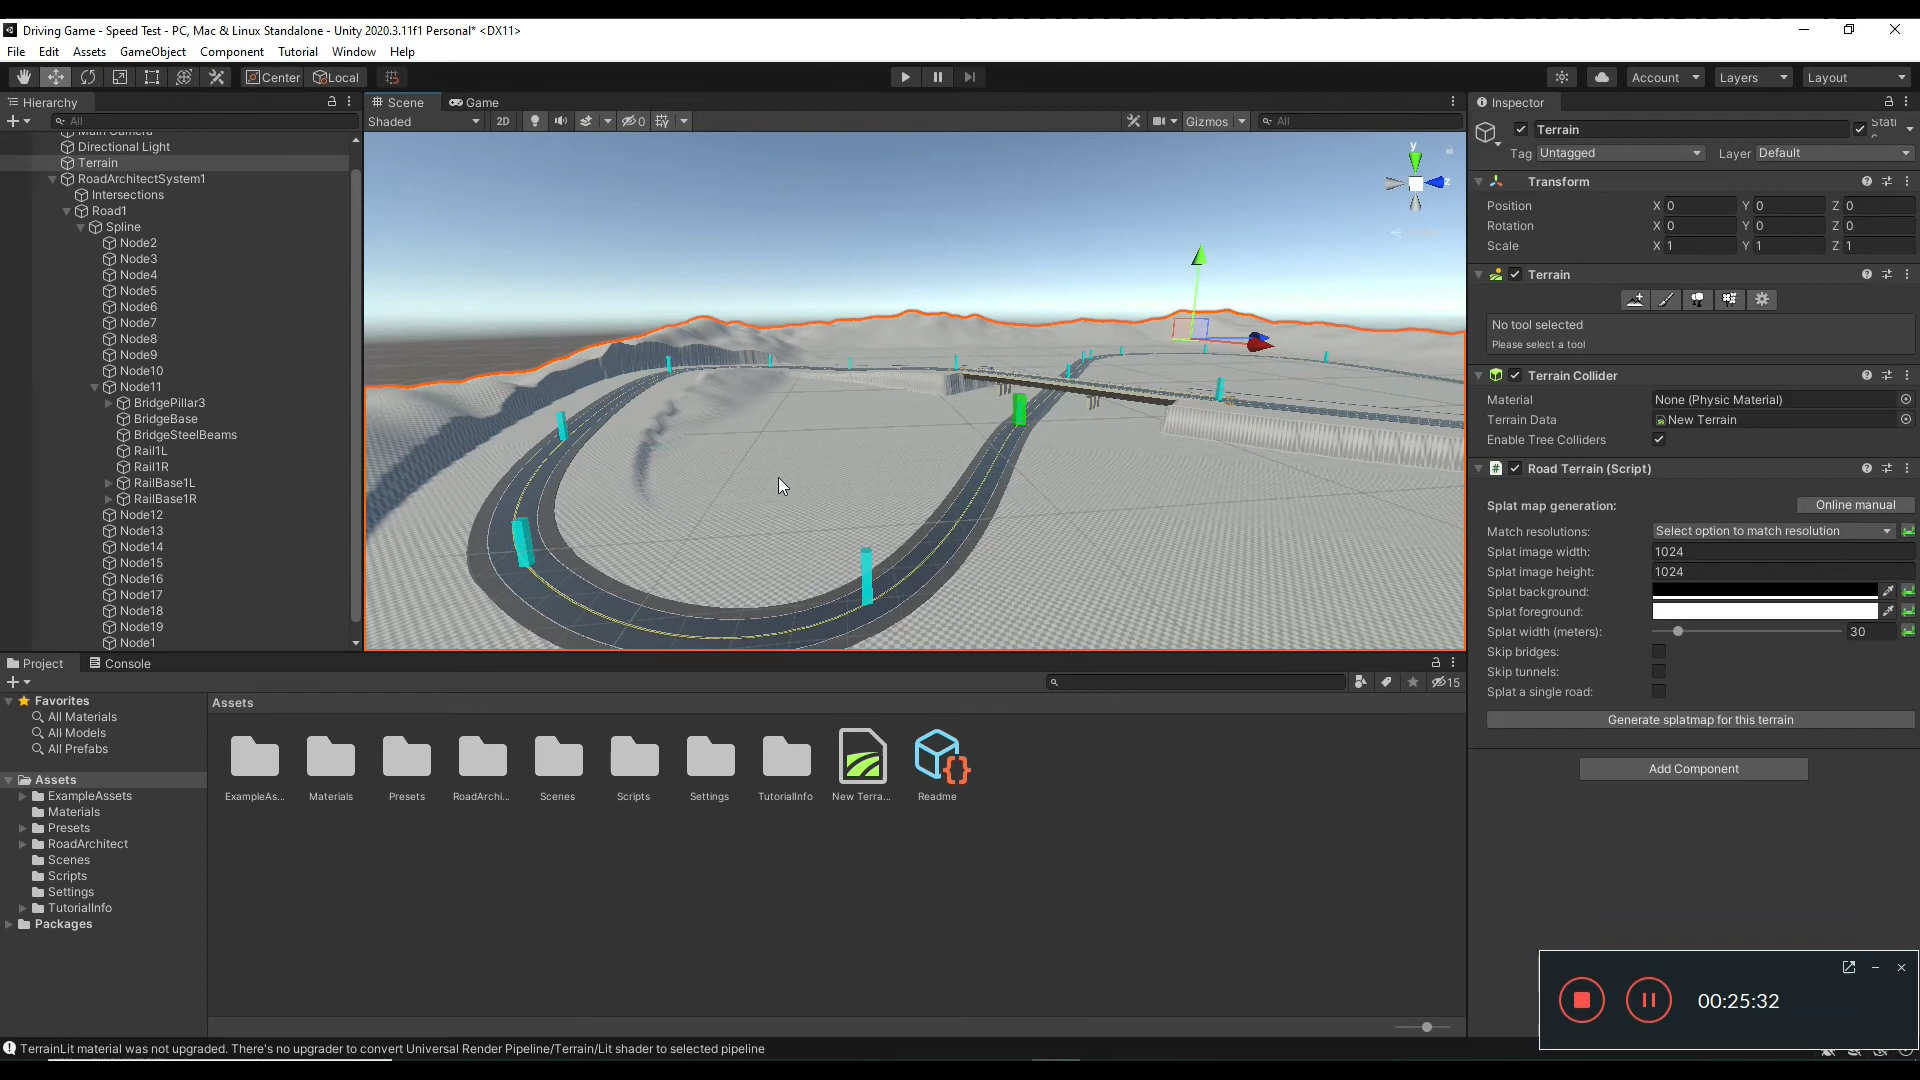 Driving Game - Speed Test - PC, Mac & Linux Standalone - Unity 2020.3.11f1 Personal* <DX11>
File Edit Assets GameObject Component Tutorial Window Help
Center Local Account Layers Layout
Hierarchy
All
Main Camera
Directional Light
Terrain
RoadArchitectSystem1
Intersections
Road1
Spline
Node2
Node3
Node4
Node5
Node6
Node7
Node8
Node9
Node10
Node11
BridgePillar3
BridgeBase
BridgeSteelBeams
Rail1L
Rail1R
RailBase1L
RailBase1R
Node12
Node13
Node14
Node15
Node16
Node17
Node18
Node19
Node1
Scene Game
Shaded 2D 0 Gizmos All
y
z
Inspector
Terrain Stati
Tag Untagged Layer Default
Transform
Position X 0 Y 0 Z 0
Rotation X 0 Y 0 Z 0
Scale X 1 Y 1 Z 1
Terrain
No tool selected
Please select a tool
Terrain Collider
Material None (Physic Material)
Terrain Data New Terrain
Enable Tree Colliders
Road Terrain (Script)
Splat map generation: Online manual
Match resolutions: Select option to match resolution
Splat image width: 1024
Splat image height: 1024
Splat background:
Splat foreground:
Splat width (meters): 30
Skip bridges:
Skip tunnels:
Splat a single road:
Generate splatmap for this terrain
Add Component
Project Console
15
Favorites
All Materials
All Models
All Prefabs
Assets
ExampleAssets
Materials
Presets
RoadArchitect
Scenes
Scripts
Settings
TutorialInfo
Packages
Assets
ExampleAs... Materials Presets RoadArchi... Scenes Scripts Settings TutorialInfo New Terra... Readme
00:25:32
TerrainLit material was not upgraded. There's no upgrader to convert Universal Render Pipeline/Terrain/Lit shader to selected pipeline